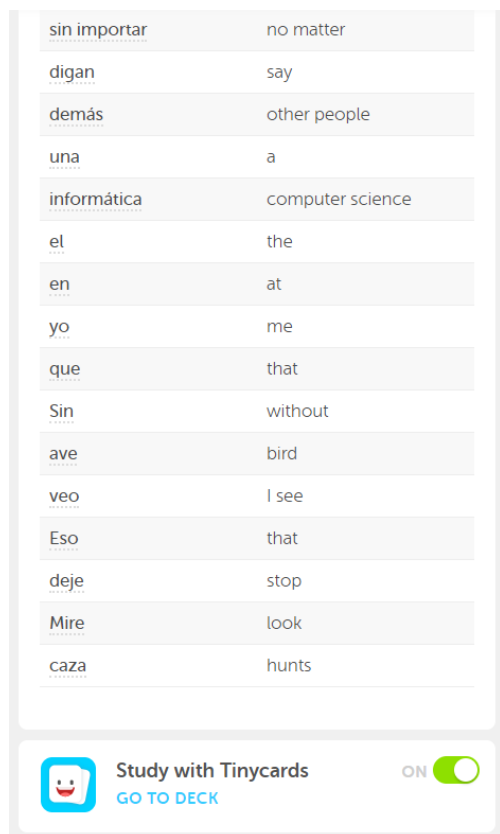 sin importar no matter
digan say
demás other people
una a
informática computer science
el the
en at
yo me
que that
Sin without
ave bird
veo I see
Eso that
deje stop
Mire look
caza hunts
Study with Tinycards ON
GO TO DECK